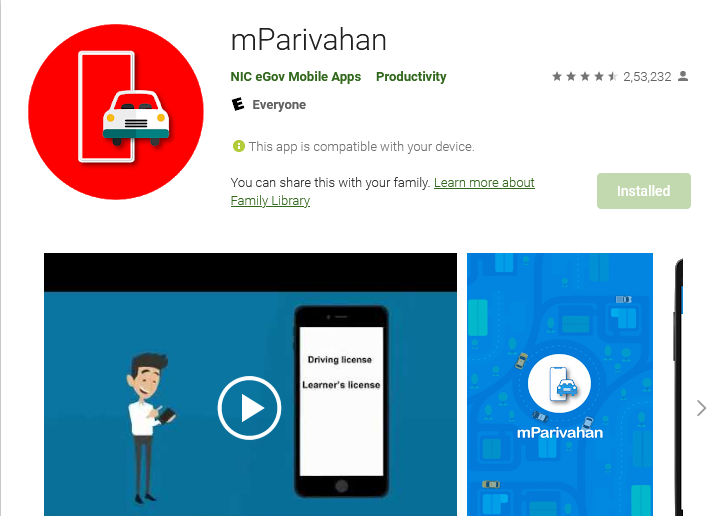 mParivahan
NIC eGov Mobile Apps Productivity
2,53,232
E Everyone
This app is compatible with your device.
You can share this with your family. Learn more about
Family Library
Installed
Driving license
Learner's license
mParivahan